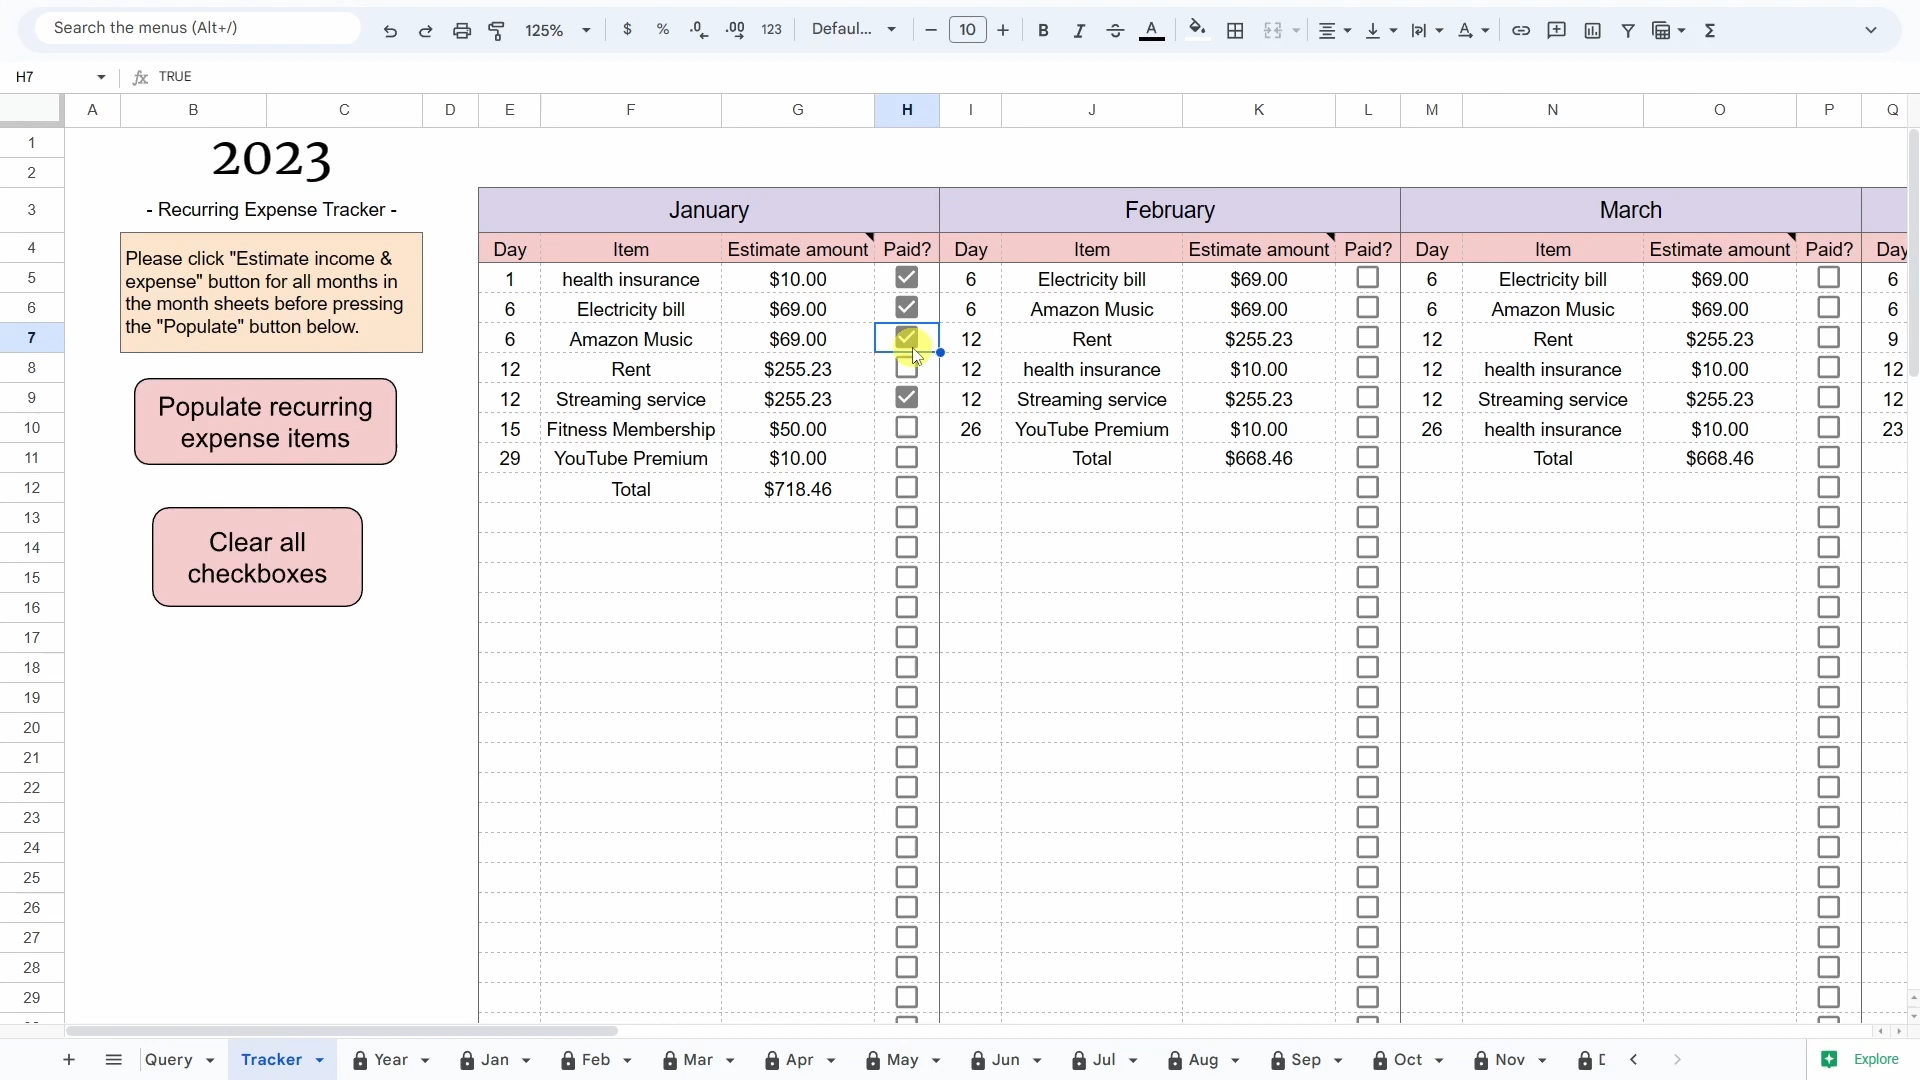 Search the menus (Alt+/)
125%
$ % .0 .00 123
Defaul...
10
B I A
Σ
H7
fx TRUE
A B C D E F G H I J K L M N O P Q
1
2023
2
3
- Recurring Expense Tracker -
January February March
4
Day Item Estimate amount Paid? Day Item Estimate amount Paid? Day Item Estimate amount Paid? Day
Please click "Estimate income &
expense" button for all months in
the month sheets before pressing
the "Populate" button below.
5 1 health insurance $10.00 6 Electricity bill $69.00 6 Electricity bill $69.00 6
6 6 Electricity bill $69.00 6 Amazon Music $69.00 6 Amazon Music $69.00 6
7 6 Amazon Music $69.00 12 Rent $255.23 12 Rent $255.23 9
8 12 Rent $255.23 12 health insurance $10.00 12 health insurance $10.00 12
9 12 Streaming service $255.23 12 Streaming service $255.23 12 Streaming service $255.23 12
10 15 Fitness Membership $50.00 26 YouTube Premium $10.00 26 health insurance $10.00 23
11 29 YouTube Premium $10.00 Total $668.46 Total $668.46
12 Total $718.46
Populate recurring
expense items
Clear all
checkboxes
13
14
15
16
17
18
19
20
21
22
23
24
25
26
27
28
29
Query Tracker Year Jan Feb Mar Apr May Jun Jul Aug Sep Oct Nov
Explore